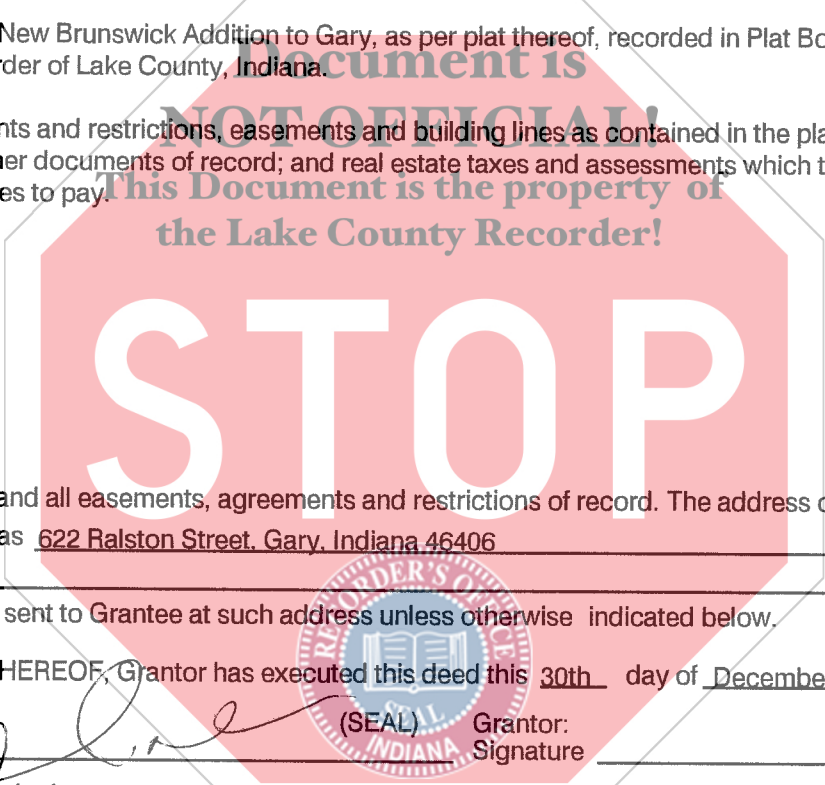 New Brunswick Addition to Gary, as per plat thereof, recorded in Plat Bo
der of Lake County, Indiana.
Document is
NOT OFFICIAL!
nts and restrictions, easements and building lines as contained in the pla
er documents of record; and real estate taxes and assessments which t
es to pay.
This Document is the property of
the Lake County Recorder!
STOP
and all easements, agreements and restrictions of record. The address o
as 622 Ralston Street, Gary, Indiana 46406
sent to Grantee at such address unless otherwise indicated below.
HEREOF, Grantor has executed this deed this 30th day of Decembe
(SEAL) Grantor:
Signature
RECORDER'S OFFICE
SEAL
INDIANA